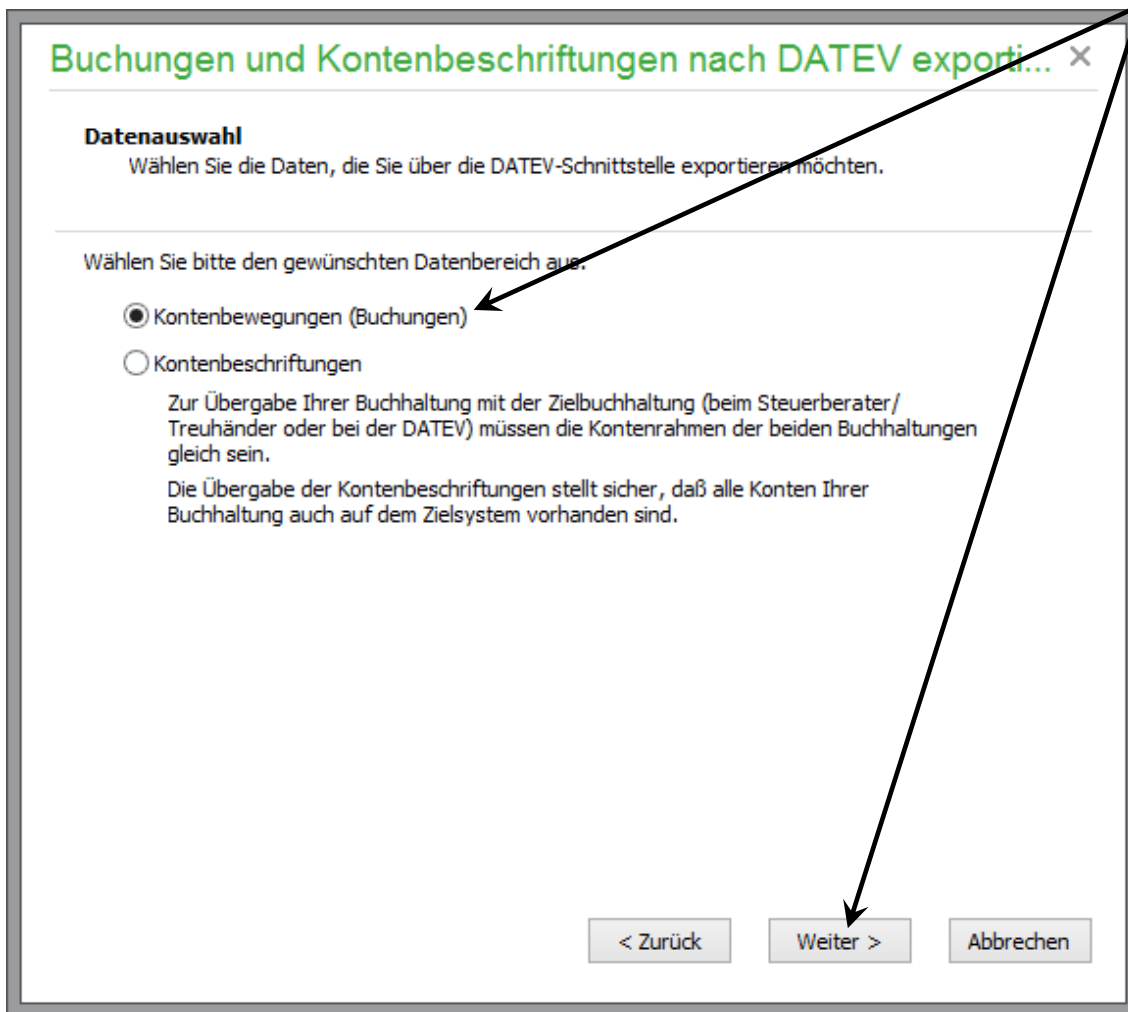 Buchungen und Kontenbeschriftungen nach DATEV exporti...
Datenauswahl
Wählen Sie die Daten, die Sie über die DATEV-Schnittstelle exportieren möchten.
Wählen Sie bitte den gewünschten Datenbereich aus.
Kontenbewegungen (Buchungen)
Kontenbeschriftungen
Zur Übergabe Ihrer Buchhaltung mit der Zielbuchhaltung (beim Steuerberater/
Treuhänder oder bei der DATEV) müssen die Kontenrahmen der beiden Buchhaltungen
gleich sein.
Die Übergabe der Kontenbeschriftungen stellt sicher, daß alle Konten Ihrer
Buchhaltung auch auf dem Zielsystem vorhanden sind.
< Zurück Weiter > Abbrechen